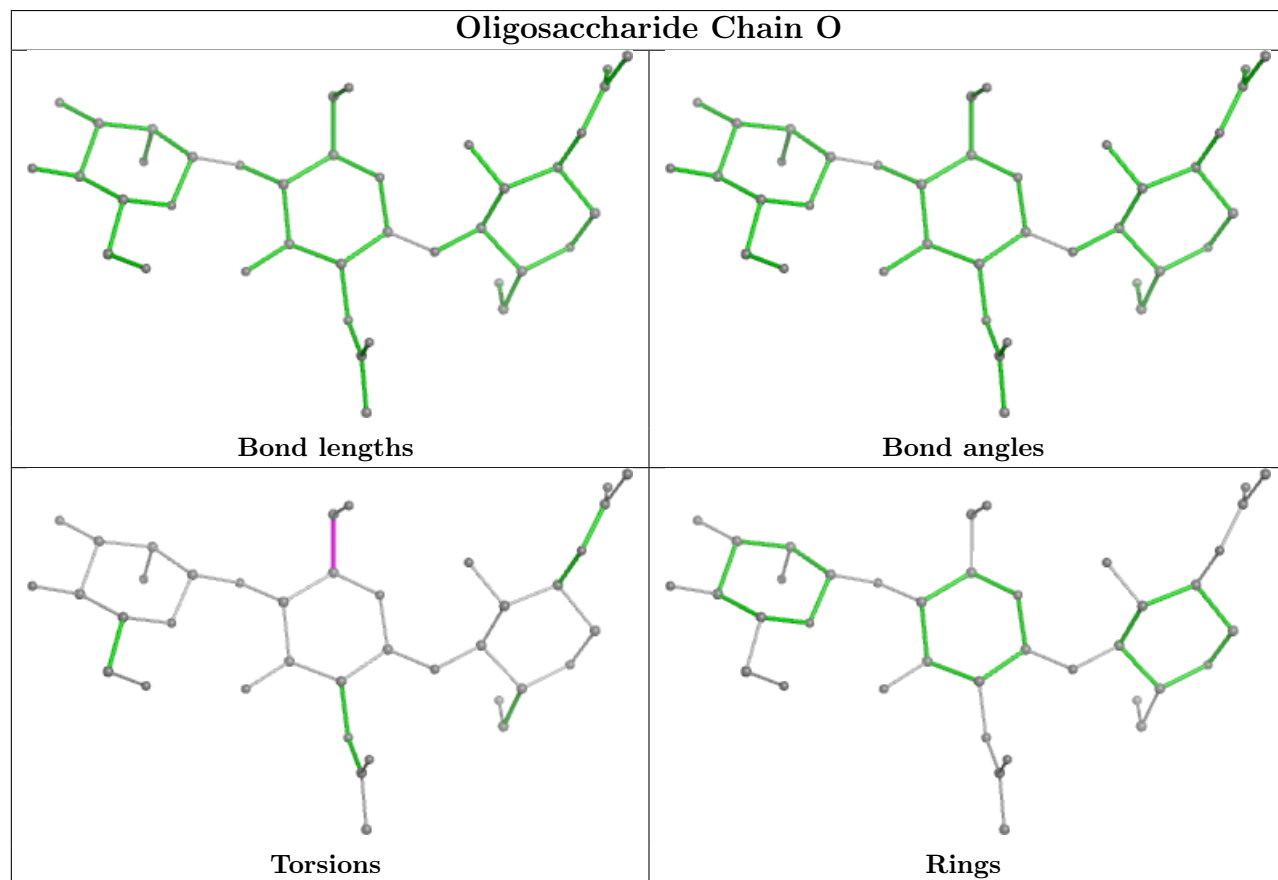 Oligosaccharide Chain O
Bond lengths
Bond angles
Torsions
Rings